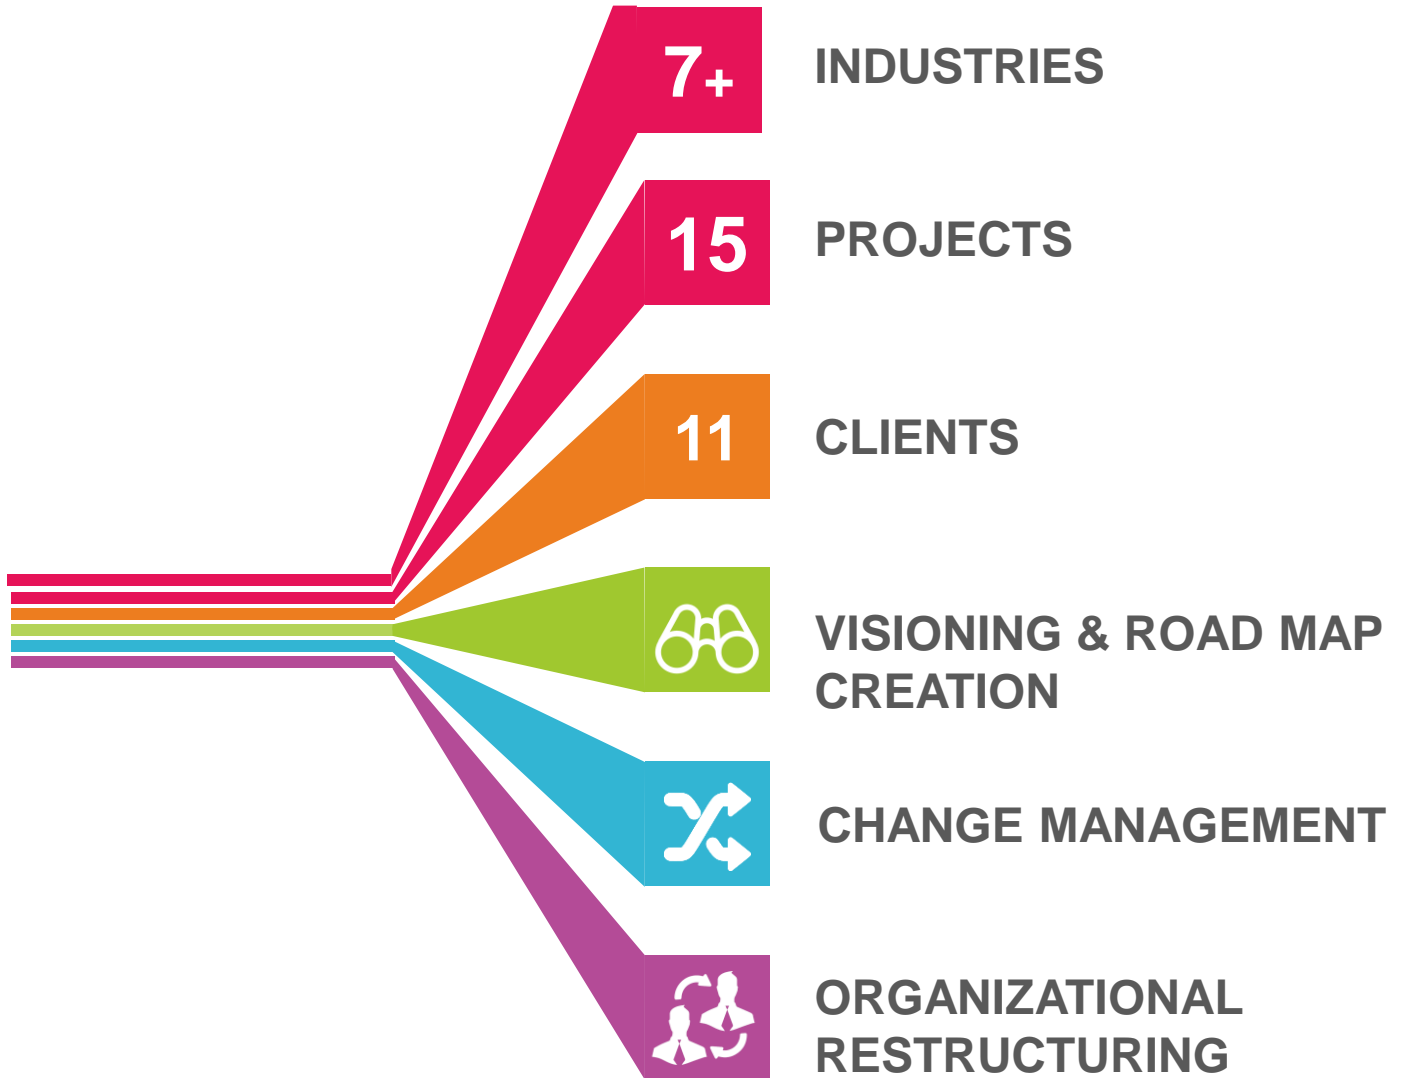 7+
INDUSTRIES
15
PROJECTS
11
CLIENTS
VISIONING & ROAD MAP
CREATION
CHANGE MANAGEMENT
ORGANIZATIONAL
RESTRUCTURING